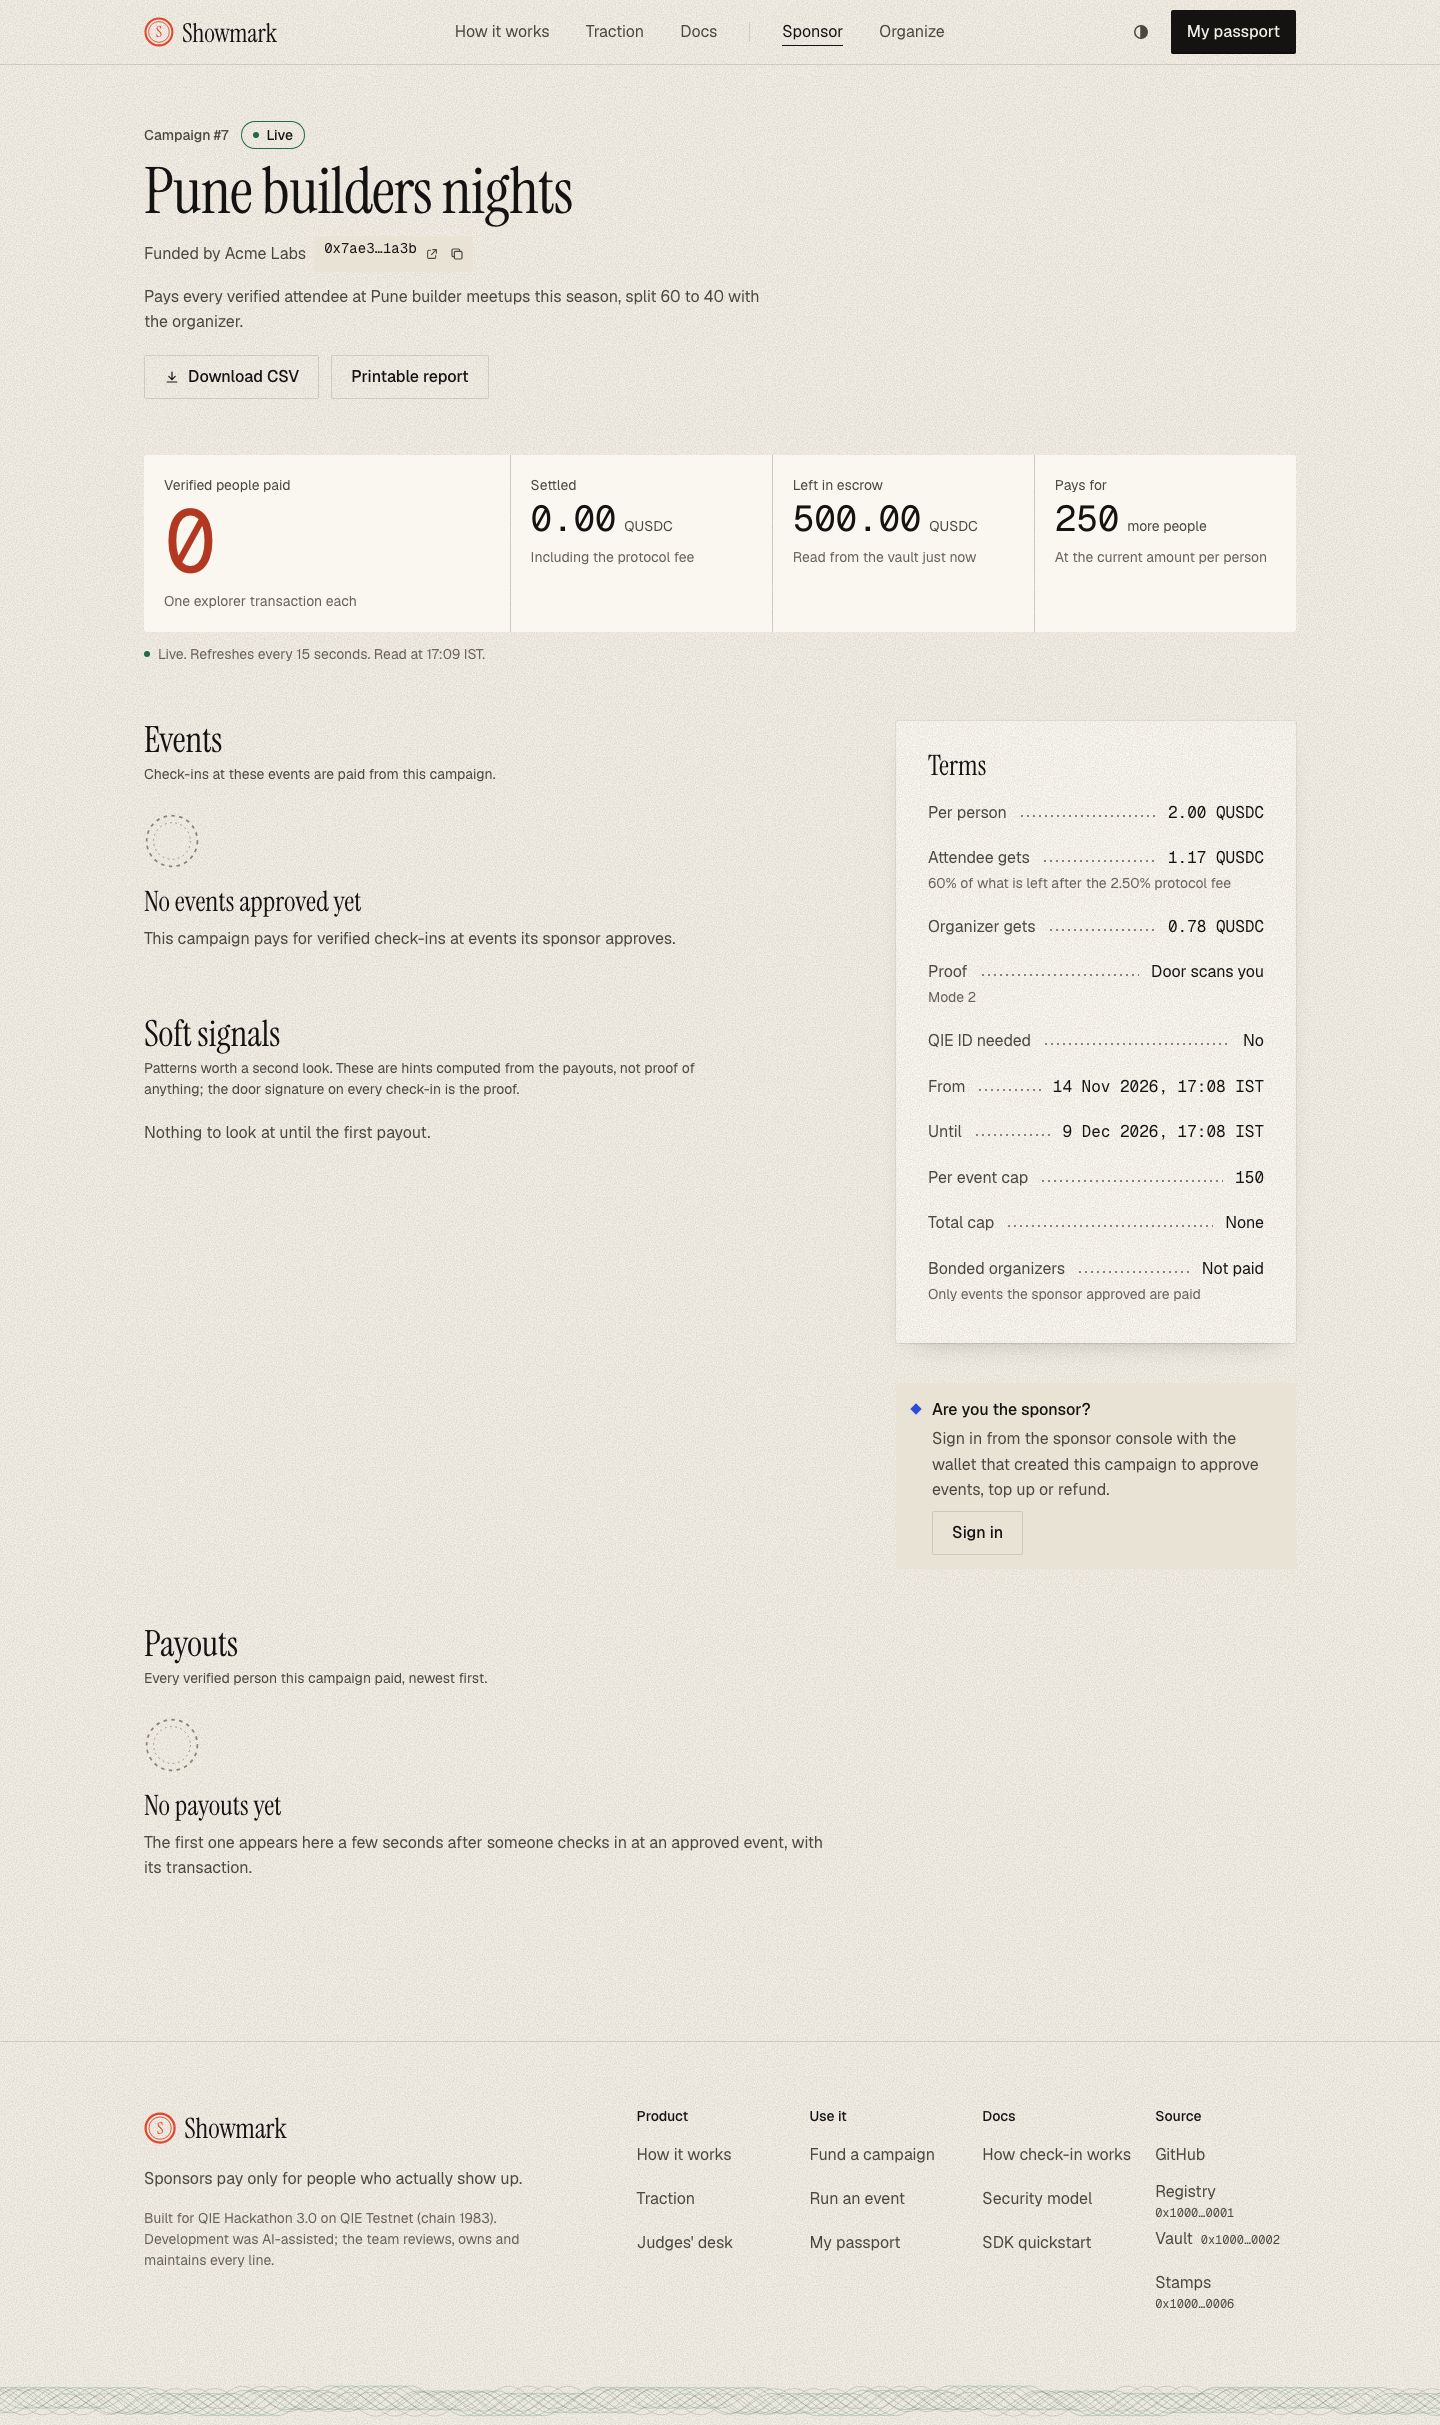 S Showmark
How it works
Traction
Docs
Sponsor
Organize
My passport
Campaign #7
Live
Pune builders nights
Funded by Acme Labs 0x7ae3…1a3b
Pays every verified attendee at Pune builder meetups this season, split 60 to 40 with
the organizer.
Download CSV
Printable report
Verified people paid
0
One explorer transaction each
Settled
0.00 QUSDC
Including the protocol fee
Left in escrow
500.00 QUSDC
Read from the vault just now
Pays for
250 more people
At the current amount per person
Live. Refreshes every 15 seconds. Read at 17:09 IST.
Events
Check-ins at these events are paid from this campaign.
No events approved yet
This campaign pays for verified check-ins at events its sponsor approves.
Soft signals
Patterns worth a second look. These are hints computed from the payouts, not proof of
anything; the door signature on every check-in is the proof.
Nothing to look at until the first payout.
Terms
Per person 2.00 QUSDC
Attendee gets 1.17 QUSDC
60% of what is left after the 2.50% protocol fee
Organizer gets 0.78 QUSDC
Proof Door scans you
Mode 2
QIE ID needed No
From 14 Nov 2026, 17:08 IST
Until 9 Dec 2026, 17:08 IST
Per event cap 150
Total cap None
Bonded organizers Not paid
Only events the sponsor approved are paid
Are you the sponsor?
Sign in from the sponsor console with the
wallet that created this campaign to approve
events, top up or refund.
Sign in
Payouts
Every verified person this campaign paid, newest first.
No payouts yet
The first one appears here a few seconds after someone checks in at an approved event, with
its transaction.
S Showmark
Sponsors pay only for people who actually show up.
Built for QIE Hackathon 3.0 on QIE Testnet (chain 1983).
Development was AI-assisted; the team reviews, owns and
maintains every line.
Product
How it works
Traction
Judges' desk
Use it
Fund a campaign
Run an event
My passport
Docs
How check-in works
Security model
SDK quickstart
Source
GitHub
Registry
0x1000…0001
Vault 0x1000…0002
Stamps
0x1000…0006